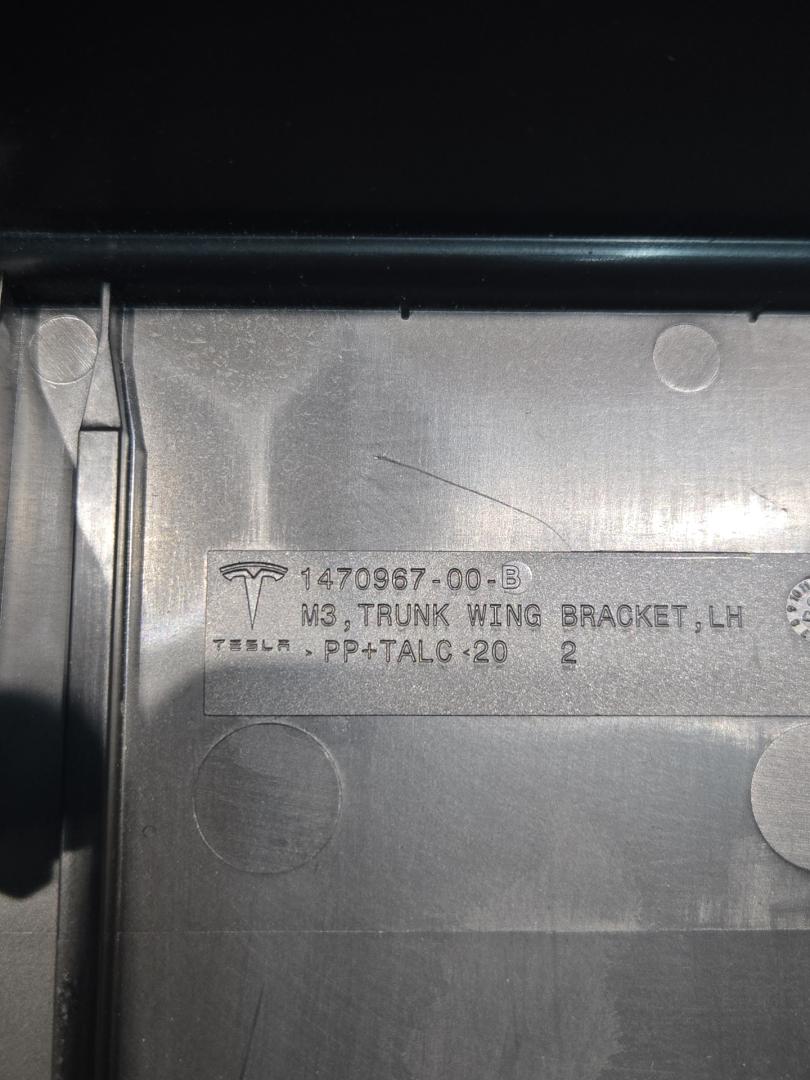 1470967-00-B
M3,TRUNK WING BRACKET,LH
TESLA >PP+TALC<20 2